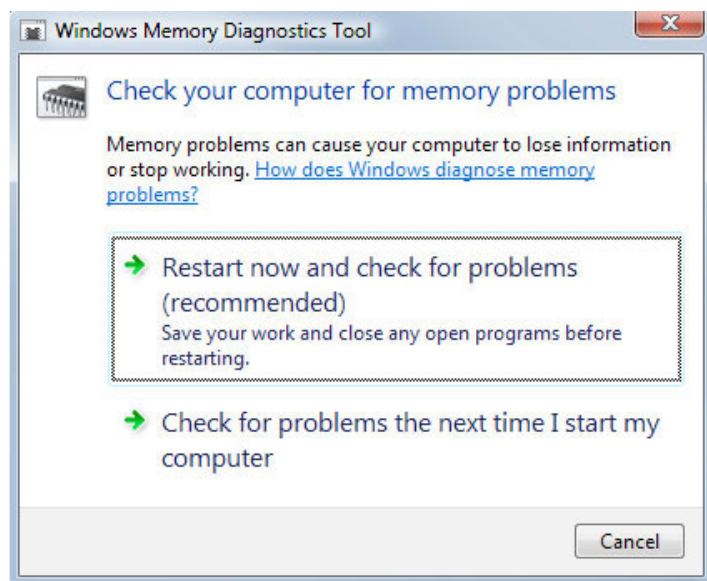 Windows Memory Diagnostics Tool
Check your computer for memory problems
Memory problems can cause your computer to lose information
or stop working. How does Windows diagnose memory
problems?
Restart now and check for problems
(recommended)
Save your work and close any open programs before
restarting.
Check for problems the next time I start my
computer
Cancel